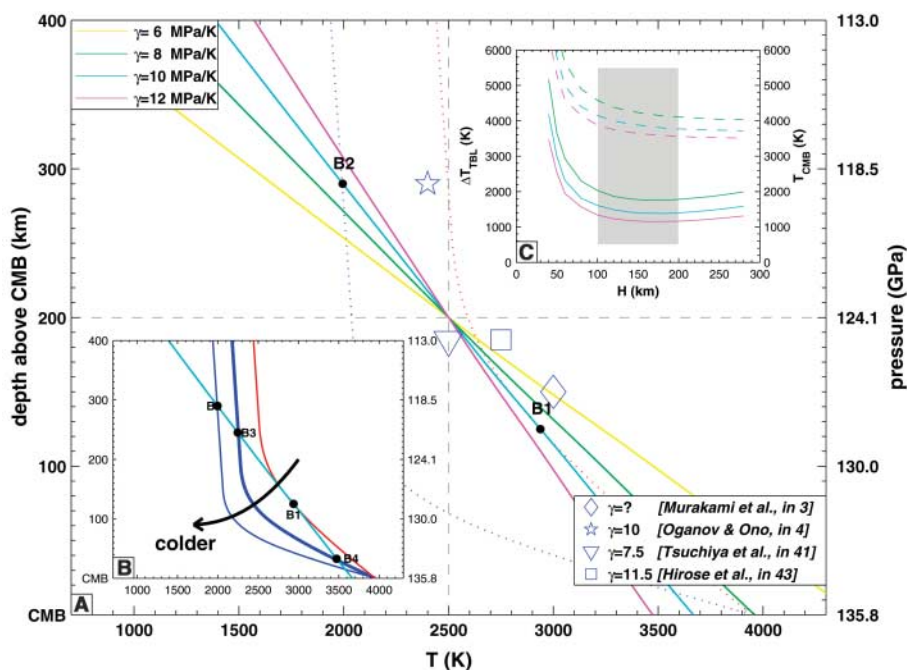 γ= 6 MPa/K
γ= 8 MPa/K
γ=10 MPa/K
γ=12 MPa/K
depth above CMB (km)
400
300
200
100
CMB
A
1000 1500 2000 2500 3000 3500 4000
T (K)
pressure (GPa)
113.0
118.5
124.1
130.0
135.8
B2
B1
6000
5000
4000
3000
2000
1000
0
ΔT_TBL (K)
6000
5000
4000
3000
2000
1000
0
T_CMB (K)
C
0 50 100 150 200 250 300
H (km)
400
300
200
100
CMB
113.0
118.5
124.1
130.0
135.8
B
B3
B1
B4
colder
B
1000 1500 2000 2500 3000 3500 4000
γ=? [Murakami et al., in 3]
γ=10 [Oganov & Ono, in 4]
γ=7.5 [Tsuchiya et al., in 41]
γ=11.5 [Hirose et al., in 43]